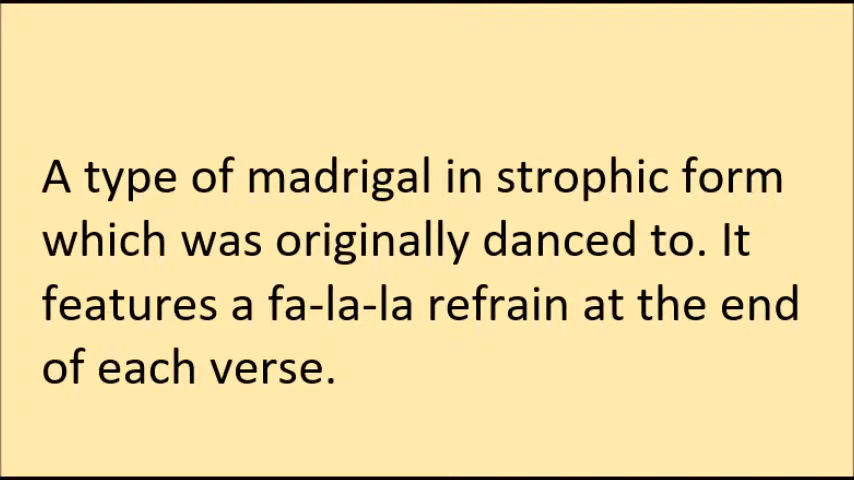 A type of madrigal in strophic form
which was originally danced to. It
features a fa-la-la refrain at the end
of each verse.